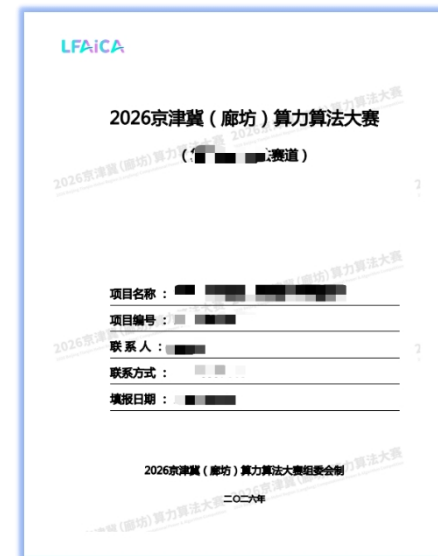 LFAiCA
2026京津冀（廊坊）算力算法大赛
赛道）
项目名称：
项目编号：
联系人：
联系方式：
填报日期：
2026京津冀（廊坊）算力算法大赛组委会制
二〇二六年